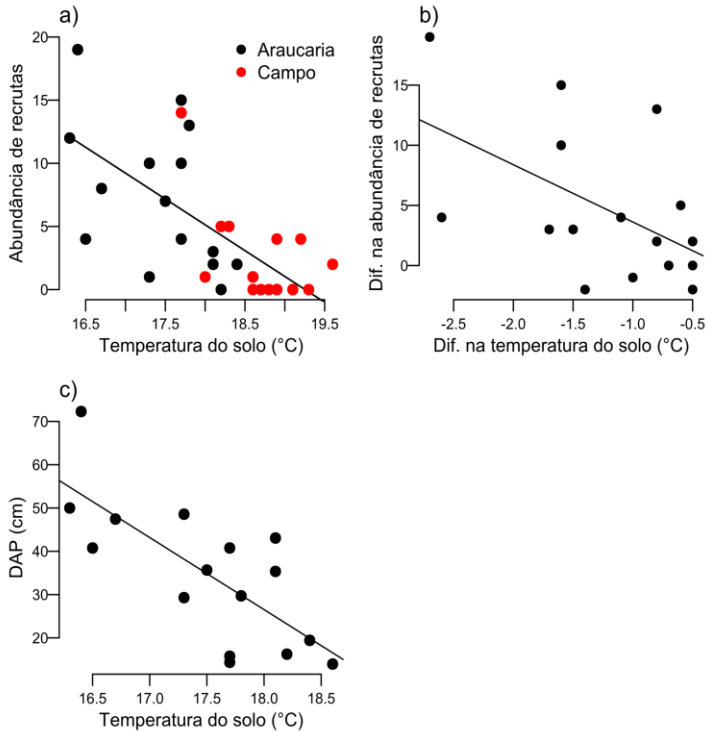 a)
20
15
10
5
0
Abundância de recrutas
Araucaria
Campo
16.5 17.5 18.5 19.5
Temperatura do solo (°C)
b)
15
10
5
0
Dif. na abundância de recrutas
-2.5 -2.0 -1.5 -1.0 -0.5
Dif. na temperatura do solo (°C)
c)
70
60
50
40
30
20
DAP (cm)
16.5 17.0 17.5 18.0 18.5
Temperatura do solo (°C)